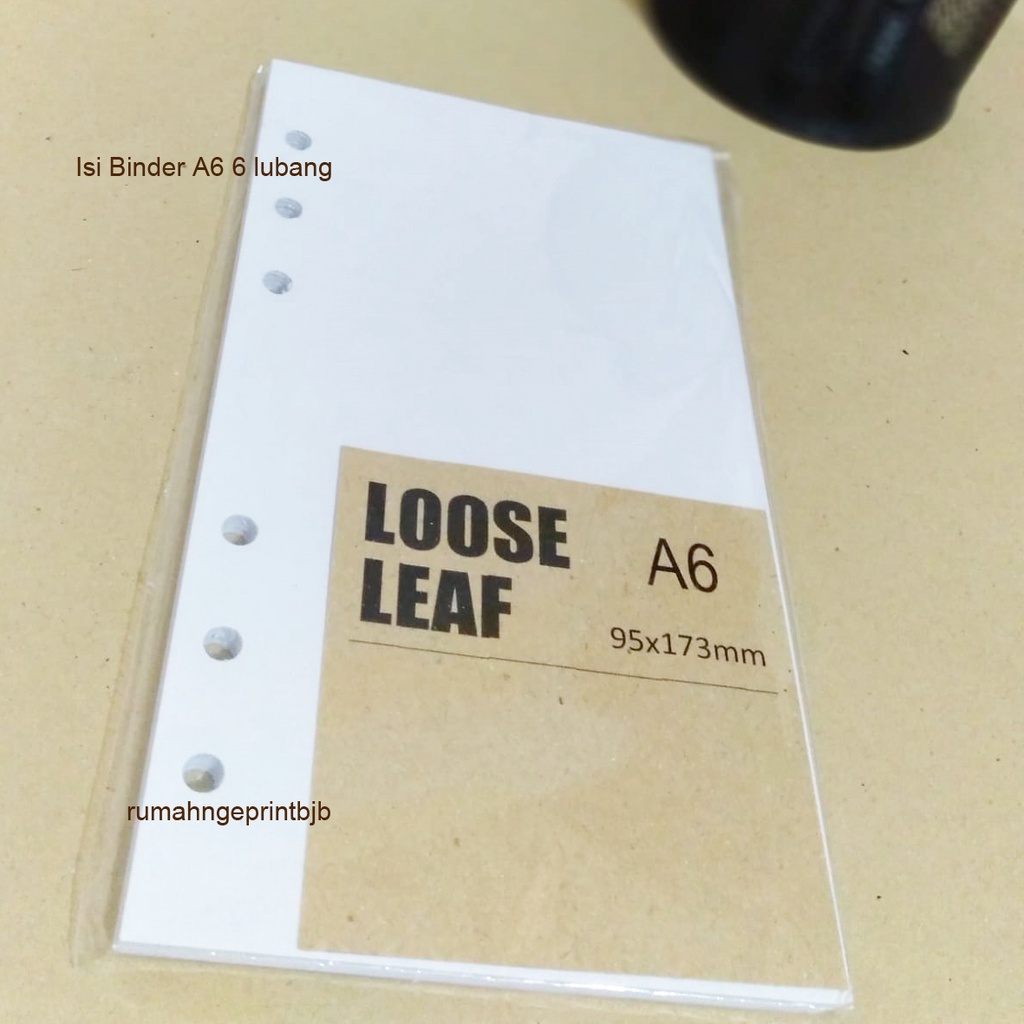 Isi Binder A6 6 lubang
LOOSE
LEAF
A6
95x173mm
rumahngeprintbjb